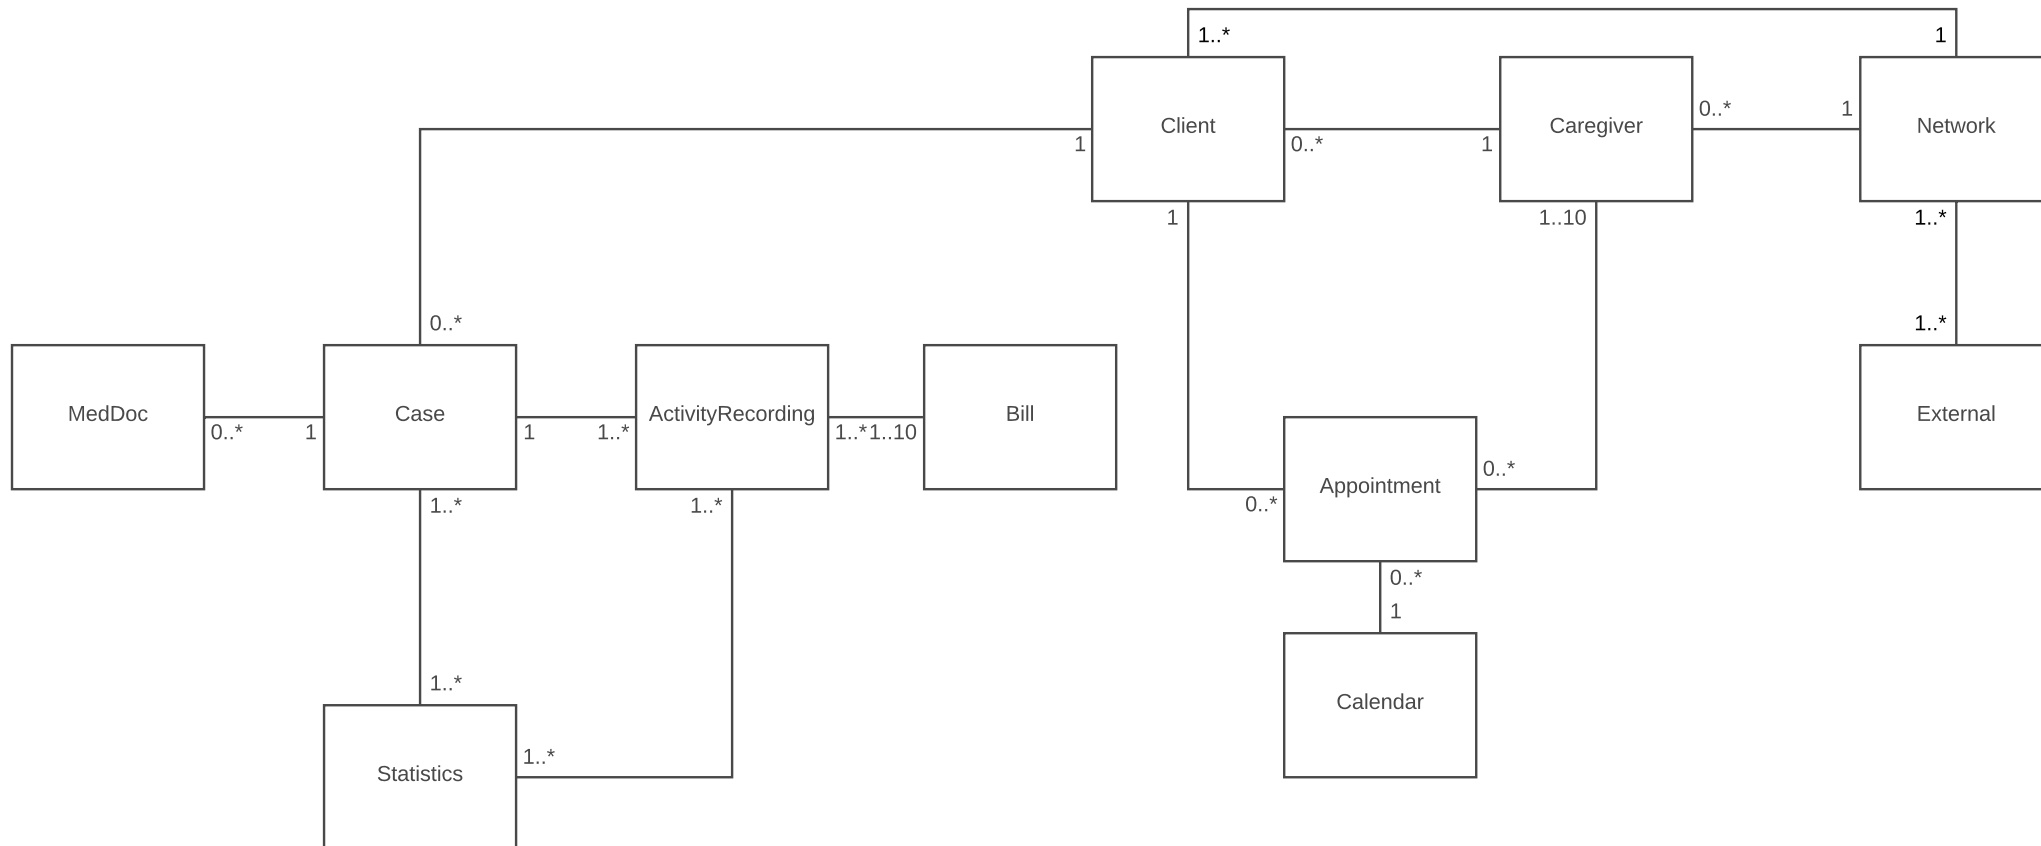 1..*
1
Client
Caregiver
Network
0..*
1
1
0..*
1
1
1..10
1..*
0..*
1..*
MedDoc
Case
ActivityRecording
Bill
External
0..*
1
1
1..*
1..*
1..10
0..*
Appointment
1..*
1..*
0..*
0..*
1
1..*
Calendar
1..*
Statistics